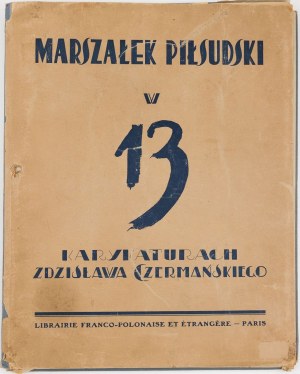 MARSZAŁEK PIŁSUDSKI
W
13
KARYKATURACH
ZDZISŁAWA CZERMAŃSKIEGO
LIBRAIRIE FRANCO-POLONAISE ET ÉTRANGÈRE — PARIS